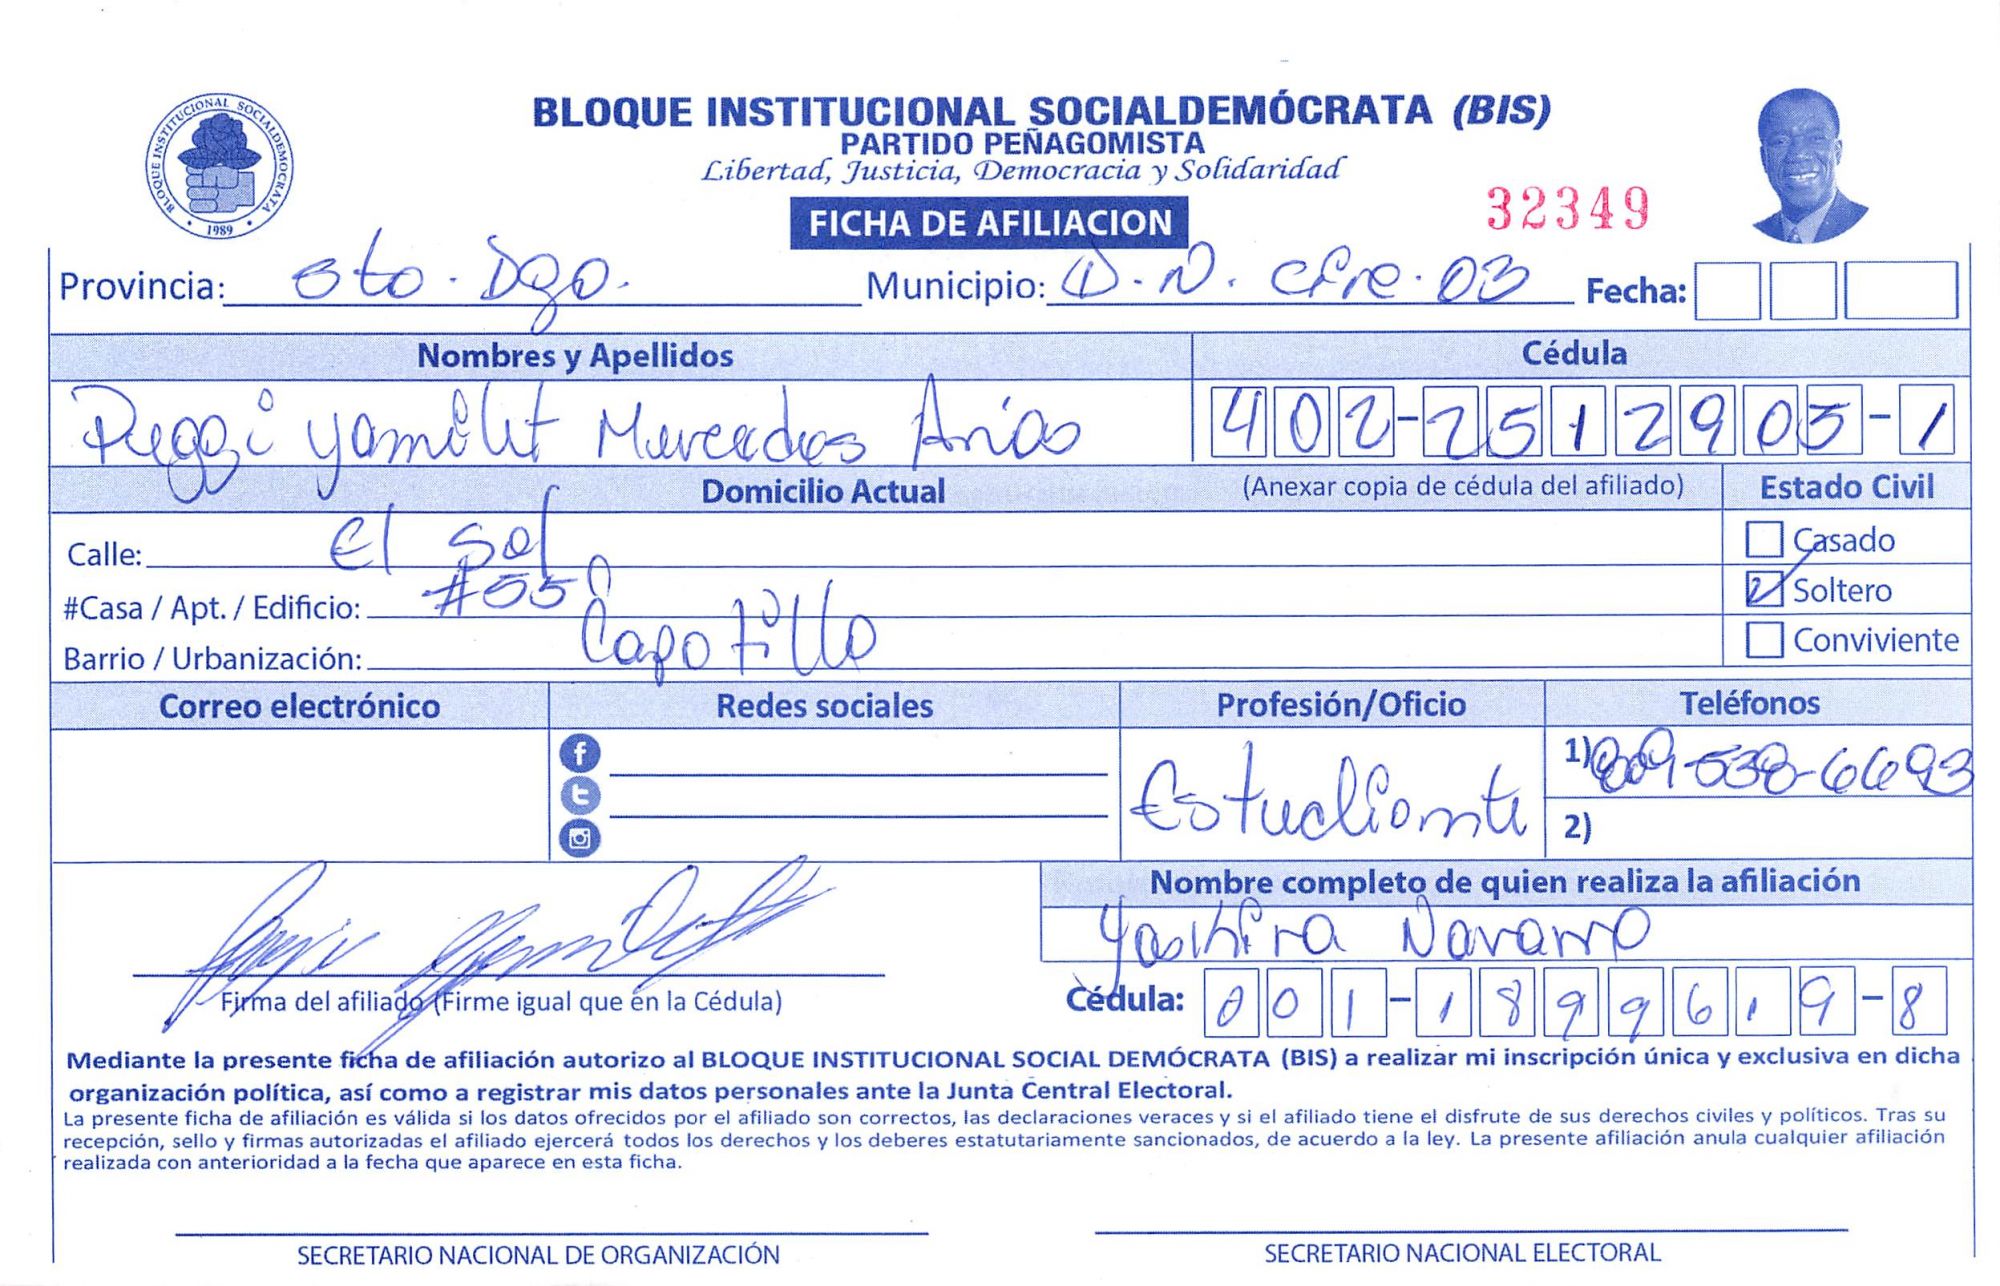 BLOQUE INSTITUCIONAL SOCIALDEMÓCRATA (BIS)
PARTIDO PEÑAGOMISTA
Libertad, Justicia, Democracia y Solidaridad
BLOQUE INSTITUCIONAL SOCIALDEMOCRATA
1989
32349
FICHA DE AFILIACION
Provincia: Sto. Dgo. Municipio: D.N. Circ. 03 Fecha:
Nombres y Apellidos Cédula
Peggi Yamilet Mercedes Arias 402-2512905-1
Domicilio Actual (Anexar copia de cédula del afiliado) Estado Civil
Calle: El Sol Casado
#Casa / Apt. / Edificio: #55 Soltero
Barrio / Urbanización: Capotillo Conviviente
Correo electrónico Redes sociales Profesión/Oficio Teléfonos
Estudiante 1) 809-538-6693
2)
Nombre completo de quien realiza la afiliación
Yashira Navarro
Firma del afiliado (Firme igual que en la Cédula) Cédula: 001-1899619-8
Mediante la presente ficha de afiliación autorizo al BLOQUE INSTITUCIONAL SOCIAL DEMÓCRATA (BIS) a realizar mi inscripción única y exclusiva en dicha
organización política, así como a registrar mis datos personales ante la Junta Central Electoral.
La presente ficha de afiliación es válida si los datos ofrecidos por el afiliado son correctos, las declaraciones veraces y si el afiliado tiene el disfrute de sus derechos civiles y políticos. Tras su
recepción, sello y firmas autorizadas el afiliado ejercerá todos los derechos y los deberes estatutariamente sancionados, de acuerdo a la ley. La presente afiliación anula cualquier afiliación
realizada con anterioridad a la fecha que aparece en esta ficha.
SECRETARIO NACIONAL DE ORGANIZACIÓN SECRETARIO NACIONAL ELECTORAL